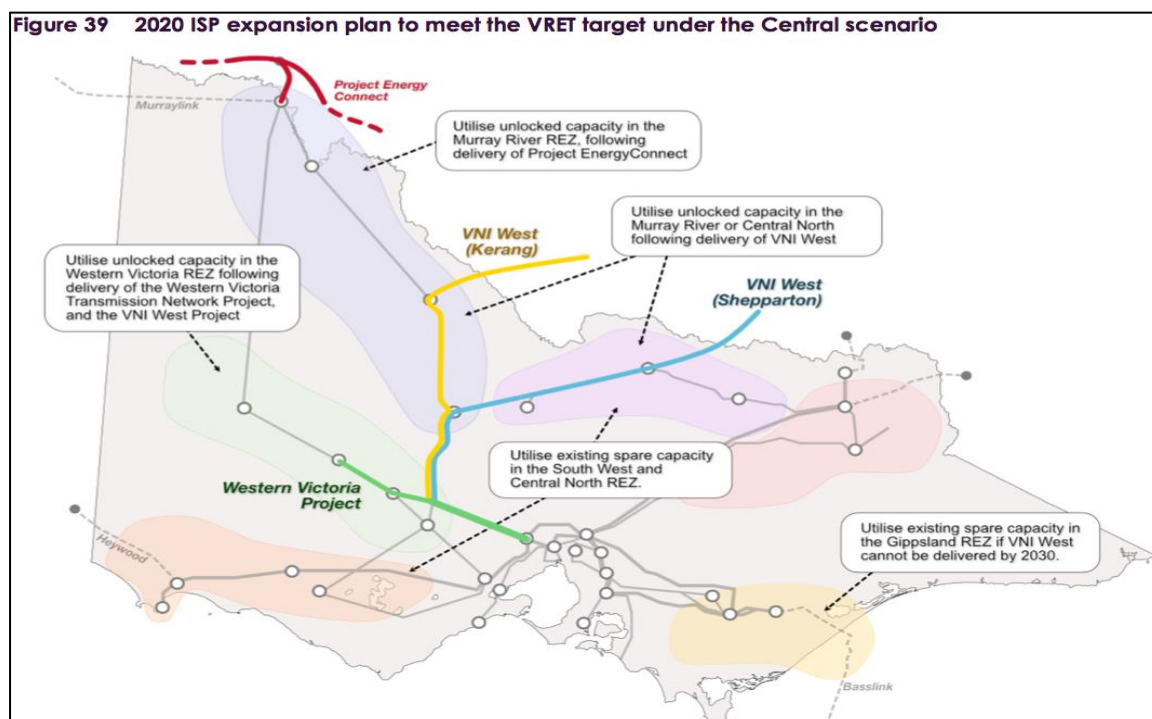 Figure 39 2020 ISP expansion plan to meet the VRET target under the Central scenario
Project Energy
Connect
Murraylink
Utilise unlocked capacity in the
Murray River REZ, following
delivery of Project EnergyConnect
Utilise unlocked capacity in the
Murray River or Central North
following delivery of VNI West
VNI West
(Kerang)
Utilise unlocked capacity in the
Western Victoria REZ following
delivery of the Western Victoria
Transmission Network Project,
and the VNI West Project
VNI West
(Shepparton)
Utilise existing spare capacity
in the South West and
Central North REZ.
Western Victoria
Project
Utilise existing spare capacity in
the Gippsland REZ if VNI West
cannot be delivered by 2030.
Heywood
Basslink